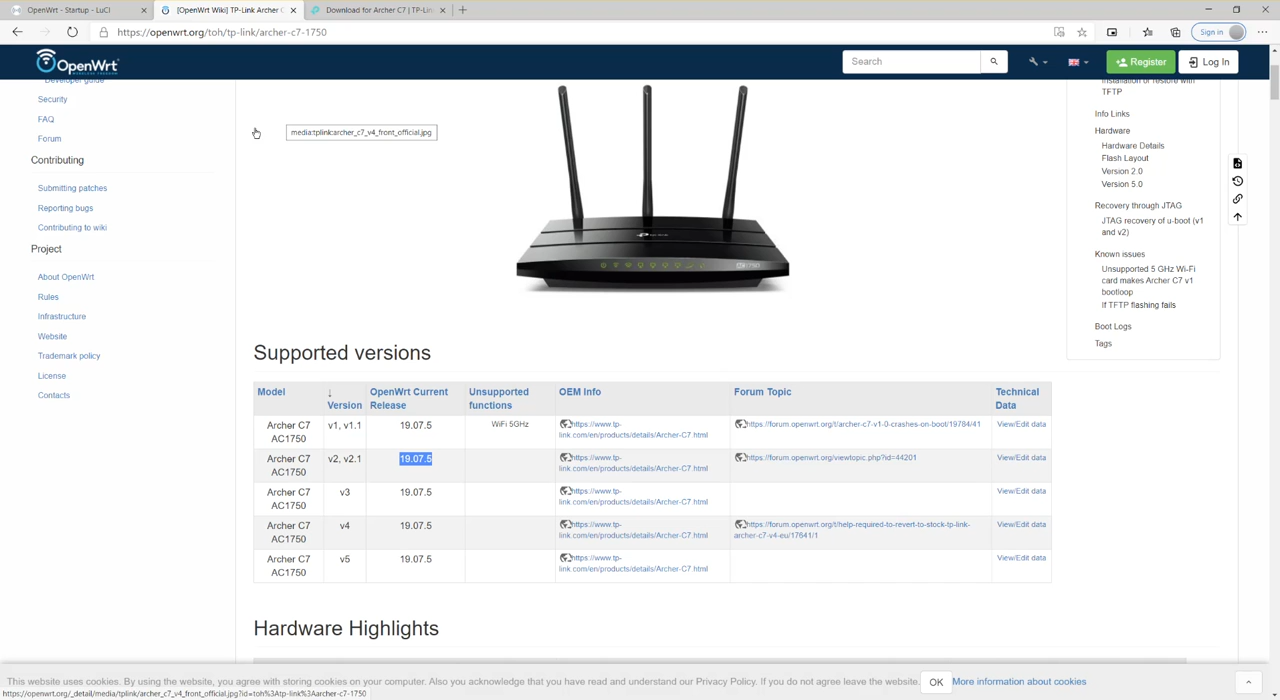 OpenWrt - Startup - LuCI
[OpenWrt Wiki] TP-Link Archer C
Download for Archer C7 | TP-Lin
https://openwrt.org/toh/tp-link/archer-c7-1750
Sign in
OpenWrt
WIRELESS FREEDOM
Search
Register
Log In
Developer guide
Security
FAQ
Forum
Contributing
Submitting patches
Reporting bugs
Contributing to wiki
Project
About OpenWrt
Rules
Infrastructure
Website
Trademark policy
License
Contacts
media:tplink:archer_c7_v4_front_official.jpg
tp-link
Installation or restore with
TFTP
Info Links
Hardware
Hardware Details
Flash Layout
Version 2.0
Version 5.0
Recovery through JTAG
JTAG recovery of u-boot (v1
and v2)
Known issues
Unsupported 5 GHz Wi-Fi
card makes Archer C7 v1
bootloop
If TFTP flashing fails
Boot Logs
Tags
Supported versions
Model ↓ Version OpenWrt Current Release Unsupported functions OEM Info Forum Topic Technical Data
Archer C7 AC1750 v1, v1.1 19.07.5 WiFi 5GHz https://www.tp-link.com/en/products/details/Archer-C7.html https://forum.openwrt.org/t/archer-c7-v1-0-crashes-on-boot/19784/41 View/Edit data
Archer C7 AC1750 v2, v2.1 19.07.5 https://www.tp-link.com/en/products/details/Archer-C7.html https://forum.openwrt.org/viewtopic.php?id=44201 View/Edit data
Archer C7 AC1750 v3 19.07.5 https://www.tp-link.com/en/products/details/Archer-C7.html View/Edit data
Archer C7 AC1750 v4 19.07.5 https://www.tp-link.com/en/products/details/Archer-C7.html https://forum.openwrt.org/t/help-required-to-revert-to-stock-tp-link-archer-c7-v4-eu/17641/1 View/Edit data
Archer C7 AC1750 v5 19.07.5 https://www.tp-link.com/en/products/details/Archer-C7.html View/Edit data
Hardware Highlights
This website uses cookies. By using the website, you agree with storing cookies on your computer. Also you acknowledge that you have read and understand our Privacy Policy. If you do not agree leave the website.
OK
More information about cookies
https://openwrt.org/_detail/media/tplink/archer_c7_v4_front_official.jpg?id=toh%3Atp-link%3Aarcher-c7-1750